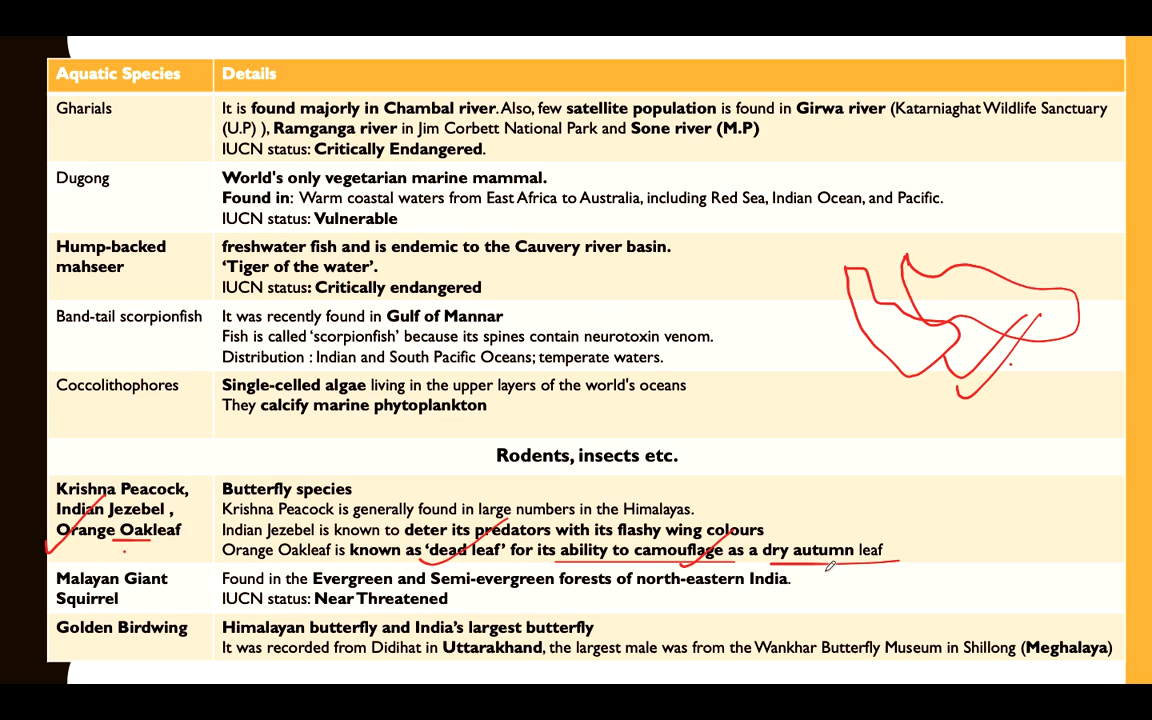 Aquatic Species Details
Gharials It is found majorly in Chambal river. Also, few satellite population is found in Girwa river (Katarniaghat Wildlife Sanctuary
(U.P) ), Ramganga river in Jim Corbett National Park and Sone river (M.P)
IUCN status: Critically Endangered.
Dugong World's only vegetarian marine mammal.
Found in: Warm coastal waters from East Africa to Australia, including Red Sea, Indian Ocean, and Pacific.
IUCN status: Vulnerable
Hump-backed freshwater fish and is endemic to the Cauvery river basin.
mahseer ‘Tiger of the water’.
IUCN status: Critically endangered
Band-tail scorpionfish It was recently found in Gulf of Mannar
Fish is called ‘scorpionfish’ because its spines contain neurotoxin venom.
Distribution : Indian and South Pacific Oceans; temperate waters.
Coccolithophores Single-celled algae living in the upper layers of the world's oceans
They calcify marine phytoplankton
Rodents, insects etc.
Krishna Peacock, Butterfly species
Indian Jezebel , Krishna Peacock is generally found in large numbers in the Himalayas.
Orange Oakleaf Indian Jezebel is known to deter its predators with its flashy wing colours
Orange Oakleaf is known as ‘dead leaf’ for its ability to camouflage as a dry autumn leaf
Malayan Giant Found in the Evergreen and Semi-evergreen forests of north-eastern India.
Squirrel IUCN status: Near Threatened
Golden Birdwing Himalayan butterfly and India’s largest butterfly
It was recorded from Didihat in Uttarakhand, the largest male was from the Wankhar Butterfly Museum in Shillong (Meghalaya)